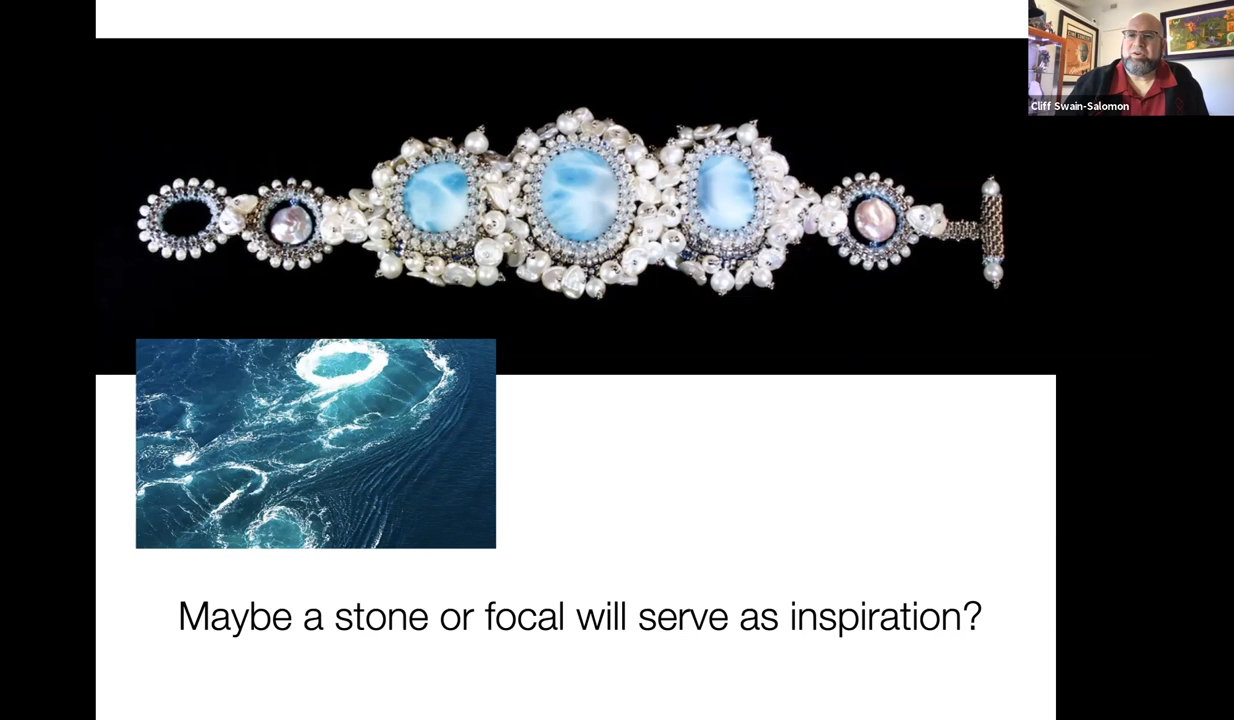 Cliff Swain-Salomon
Maybe a stone or focal will serve as inspiration?